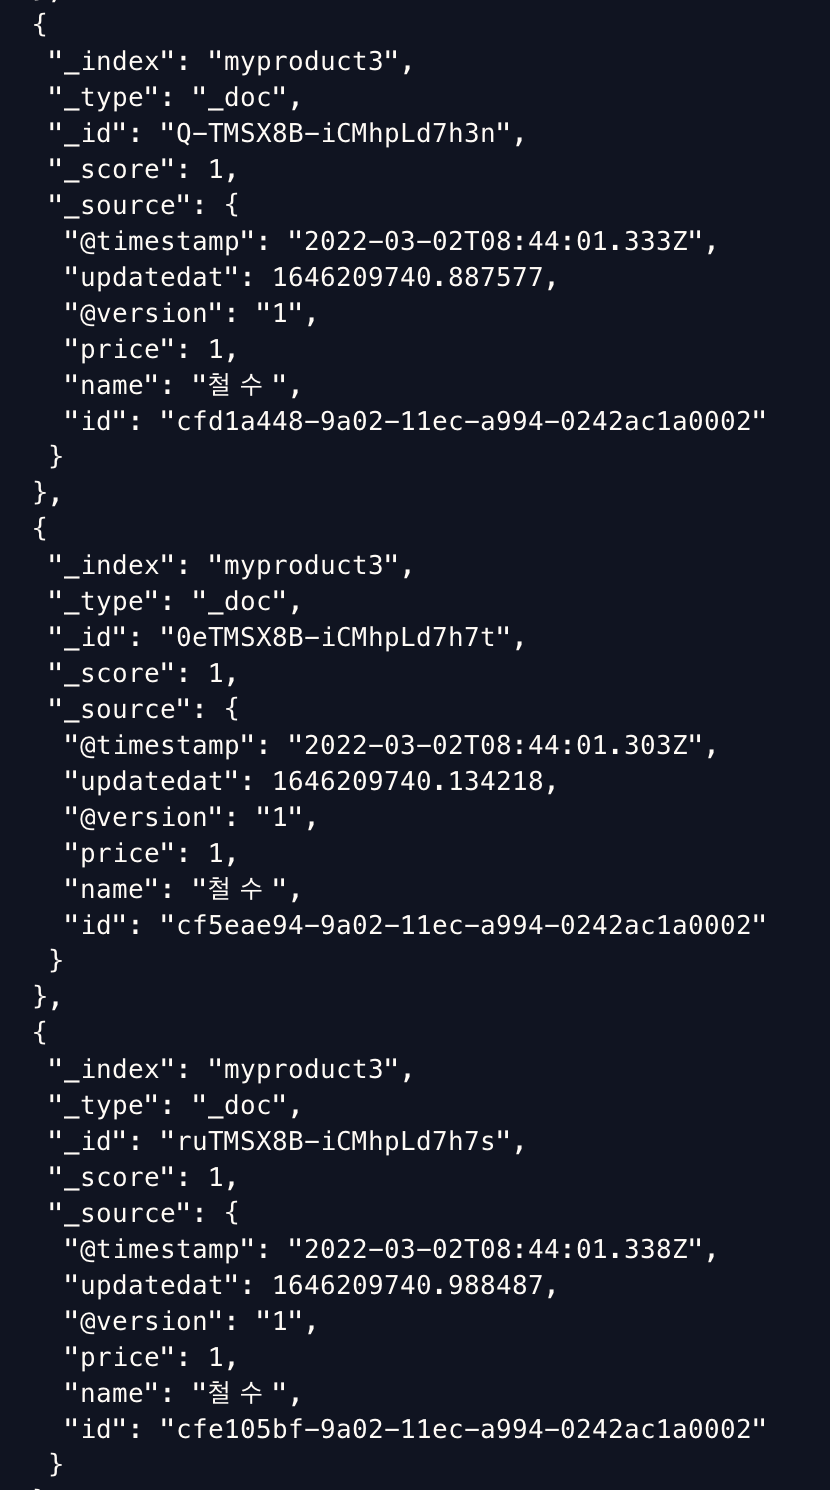 {
"_index": "myproduct3",
"_type": "_doc",
"_id": "Q-TMSX8B-iCMhpLd7h3n",
"_score": 1,
"_source": {
"@timestamp": "2022-03-02T08:44:01.333Z",
"updatedat": 1646209740.887577,
"@version": "1",
"price": 1,
"name": "철수",
"id": "cfd1a448-9a02-11ec-a994-0242ac1a0002"
}
},
{
"_index": "myproduct3",
"_type": "_doc",
"_id": "0eTMSX8B-iCMhpLd7h7t",
"_score": 1,
"_source": {
"@timestamp": "2022-03-02T08:44:01.303Z",
"updatedat": 1646209740.134218,
"@version": "1",
"price": 1,
"name": "철수",
"id": "cf5eae94-9a02-11ec-a994-0242ac1a0002"
}
},
{
"_index": "myproduct3",
"_type": "_doc",
"_id": "ruTMSX8B-iCMhpLd7h7s",
"_score": 1,
"_source": {
"@timestamp": "2022-03-02T08:44:01.338Z",
"updatedat": 1646209740.988487,
"@version": "1",
"price": 1,
"name": "철수",
"id": "cfe105bf-9a02-11ec-a994-0242ac1a0002"
}